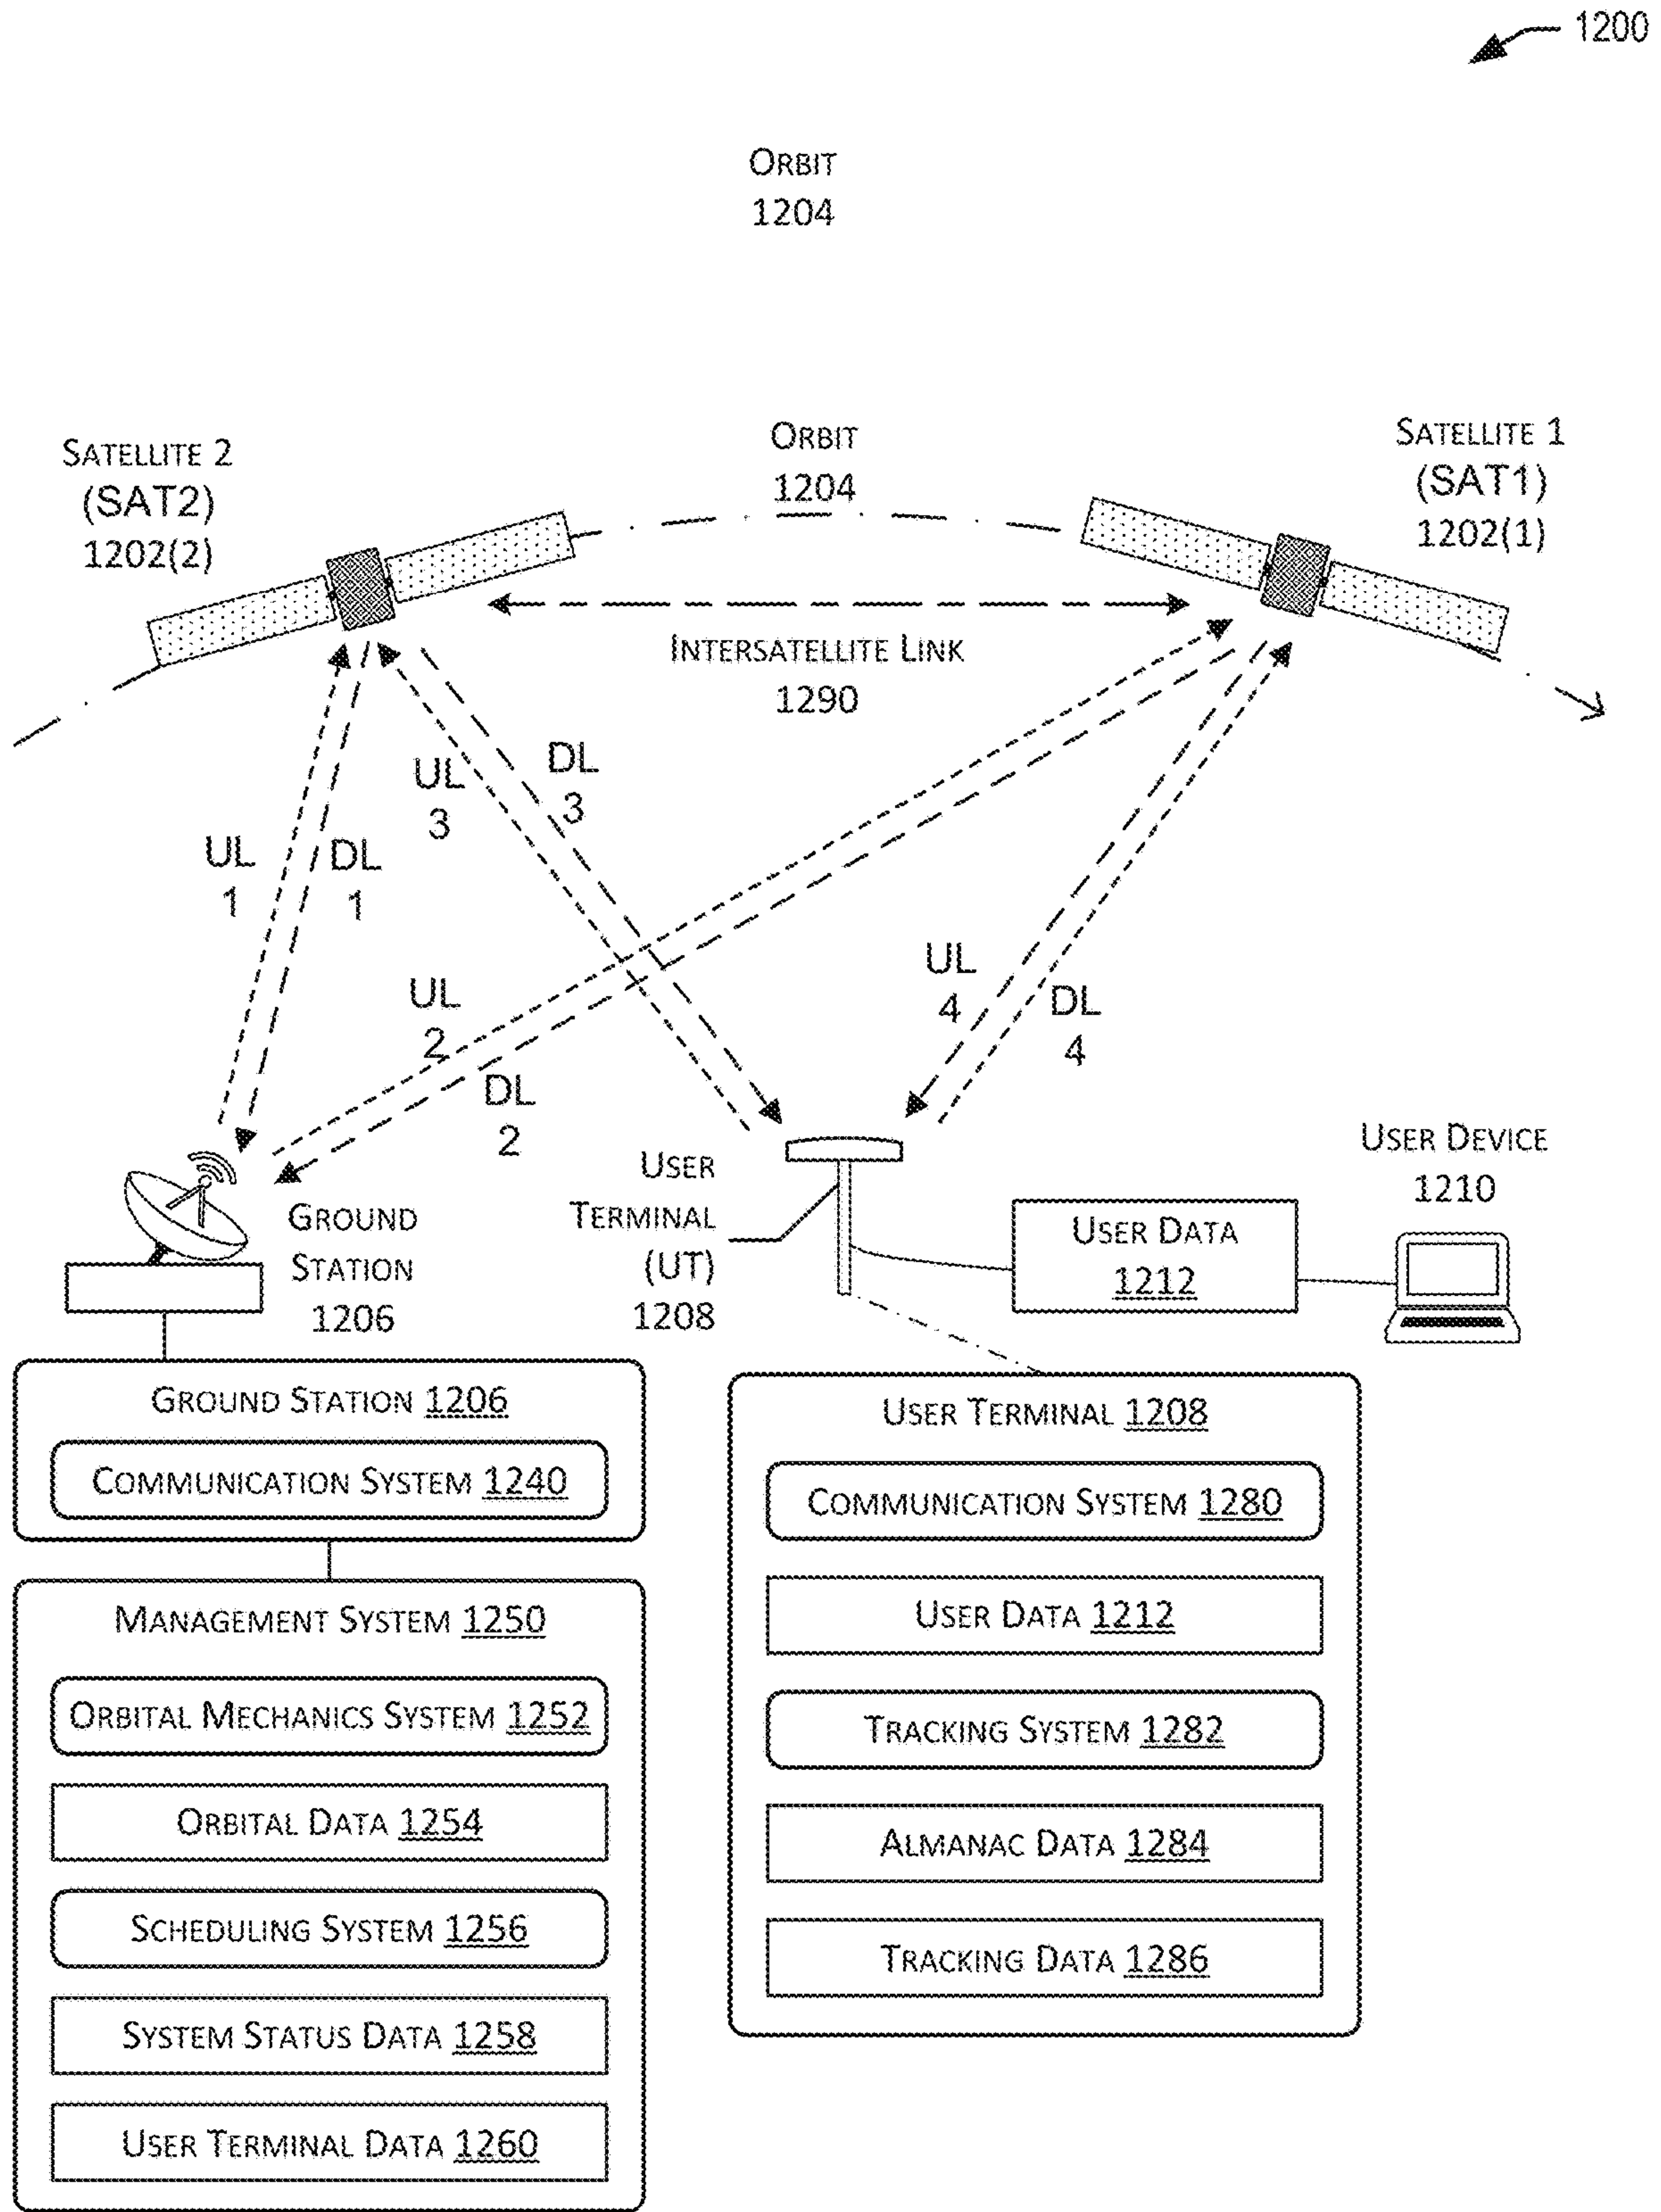 1200
ORBIT
1204
SATELLITE 2
(SAT2)
1202(2)
ORBIT
1204
SATELLITE 1
(SAT1)
1202(1)
INTERSATELLITE LINK
1290
UL
1
DL
1
UL
3
DL
3
UL
2
DL
2
UL
4
DL
4
GROUND
STATION
1206
USER
TERMINAL
(UT)
1208
USER DATA
1212
USER DEVICE
1210
GROUND STATION 1206
COMMUNICATION SYSTEM 1240
MANAGEMENT SYSTEM 1250
ORBITAL MECHANICS SYSTEM 1252
ORBITAL DATA 1254
SCHEDULING SYSTEM 1256
SYSTEM STATUS DATA 1258
USER TERMINAL DATA 1260
USER TERMINAL 1208
COMMUNICATION SYSTEM 1280
USER DATA 1212
TRACKING SYSTEM 1282
ALMANAC DATA 1284
TRACKING DATA 1286